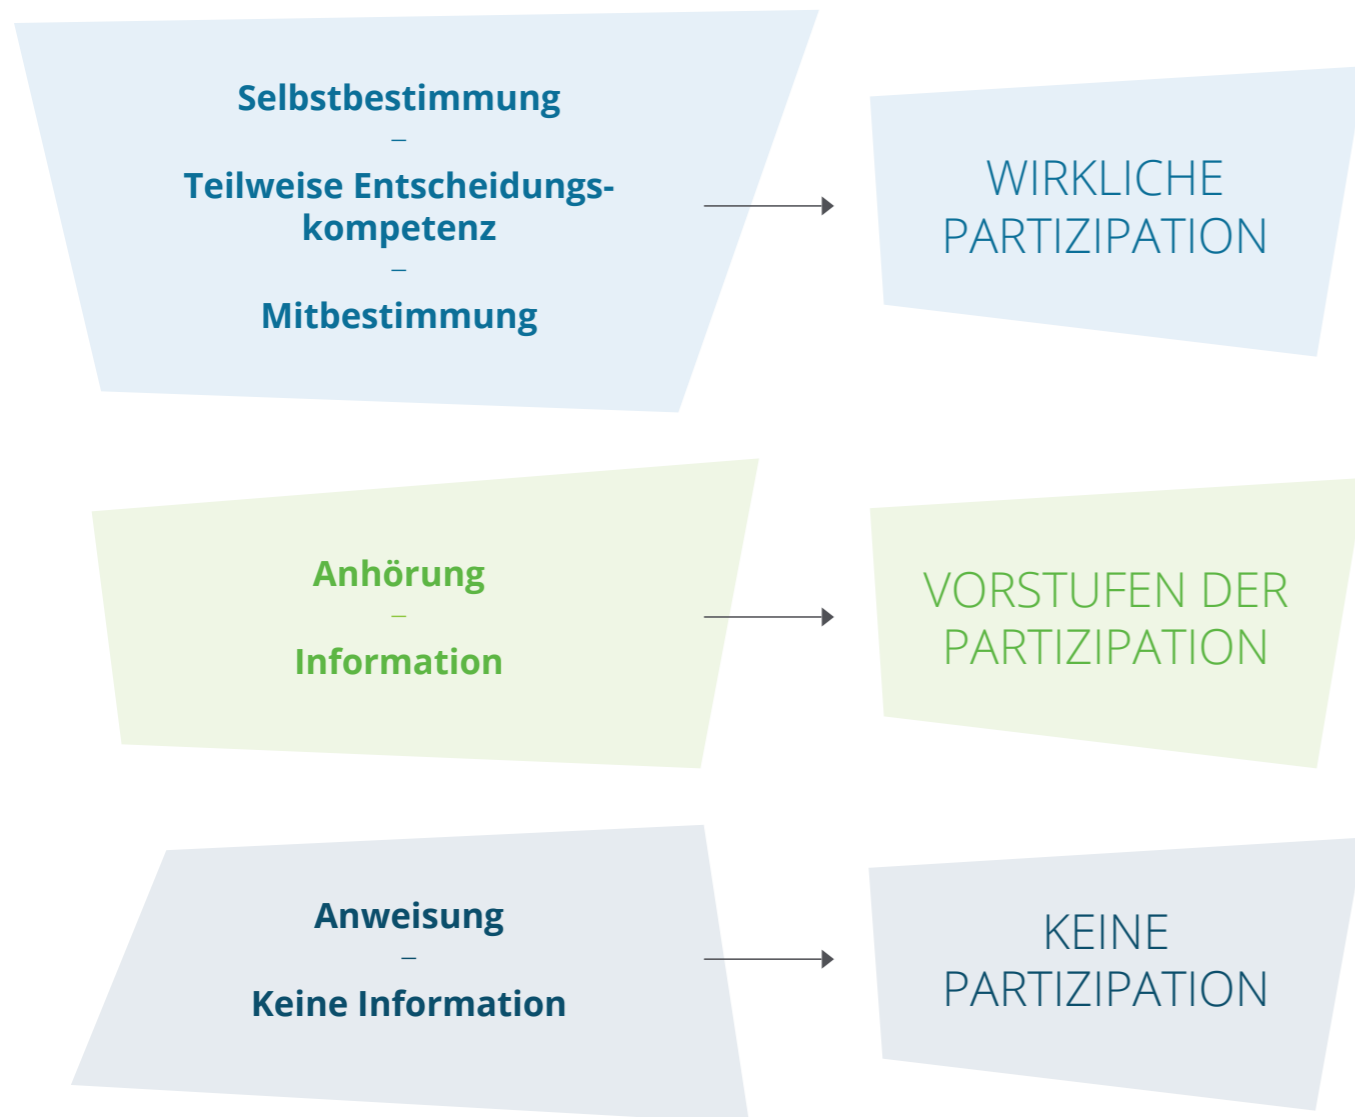 Selbstbestimmung
–
Teilweise Entscheidungs-
kompetenz
–
Mitbestimmung
WIRKLICHE
PARTIZIPATION
Anhörung
–
Information
VORSTUFEN DER
PARTIZIPATION
Anweisung
–
Keine Information
KEINE
PARTIZIPATION